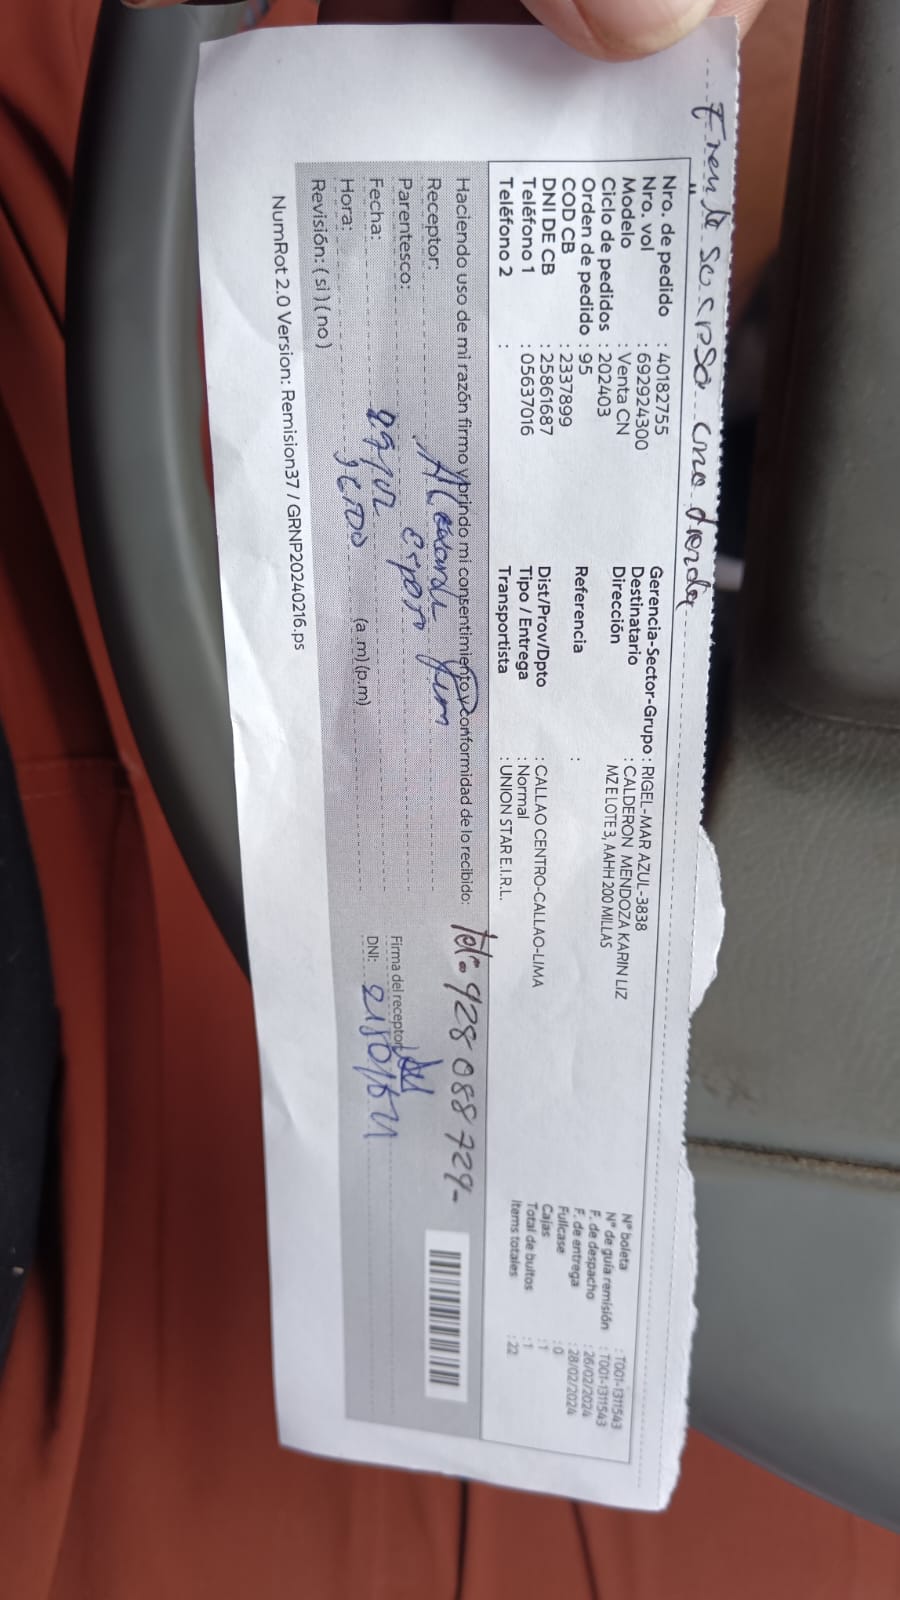 Frente su casa una tienda
Nro. de pedido : 40182755
Nro. vol : 692924300
Modelo : Venta CN
Ciclo de pedidos : 202403
Orden de pedido : 95
COD CB : 2337899
DNI DE CB : 25861687
Teléfono 1 : 05637016
Teléfono 2 :
Gerencia-Sector-Grupo : RIGEL-MAR AZUL-3838
Destinatario : CALDERON MENDOZA KARIN LIZ
Dirección MZ E LOTE 3, AAHH 200 MILLAS
Referencia :
Dist/Prov/Dpto : CALLAO CENTRO-CALLAO-LIMA
Tipo / Entrega : Normal
Transportista : UNION STAR E.I.R.L.
N° boleta : T001-1311543
N° de guía remisión : T001-1311543
F. de despacho : 26/02/2024
F. de entrega : 28/02/2024
Fullcase : 0
Cajas : 1
Total de bultos : 1
Items totales : 22
Haciendo uso de mi razón firmo y brindo mi consentimiento y conformidad de lo recibido:
Tel: 928 088 729-
Receptor:
Parentesco: Esposo
Fecha:
Hora: (a .m) (p.m)
Firma del receptor
DNI:
Revisión: ( si ) ( no )
NumRot 2.0 Version: Remision37 / GRNP20240216.ps